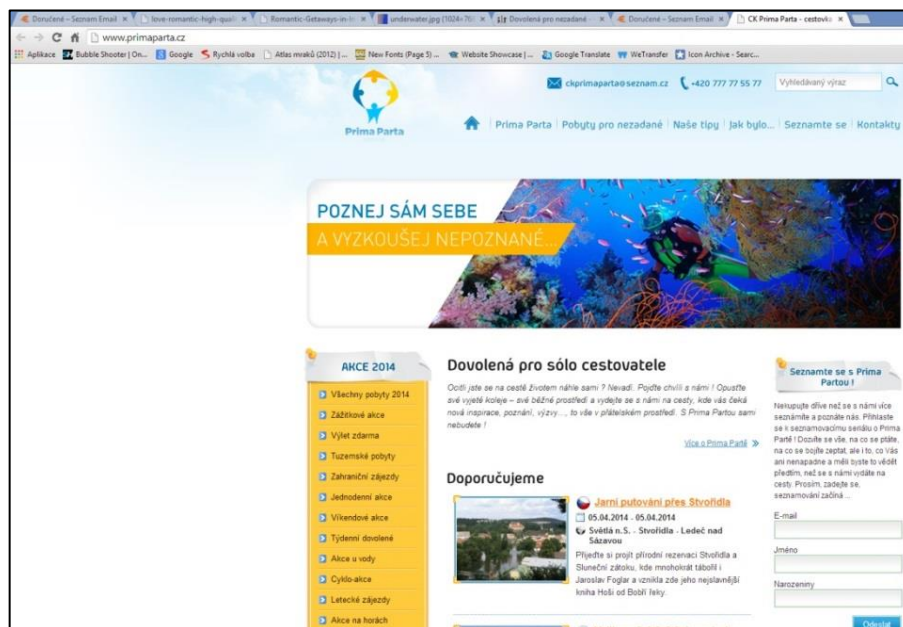 Doručené – Seznam Email
love-romantic-high-quali
Romantic-Getaways-in-In
underwater.jpg (1024×76
Dovolená pro nezadané
Doručené – Seznam Email
CK Prima Parta - cestovka
www.primaparta.cz
Aplikace
Bubble Shooter | On...
Google
Rychlá volba
Atlas mraků (2012) | ...
New Fonts (Page 5) ...
Website Showcase | ...
Google Translate
WeTransfer
Icon Archive - Searc...
ckprimaparta@seznam.cz
+420 777 77 55 77
Vyhledávaný výraz
Prima Parta
Prima Parta | Pobyty pro nezadané | Naše tipy | Jak bylo... | Seznamte se | Kontakty
POZNEJ SÁM SEBE
A VYZKOUŠEJ NEPOZNANÉ...
AKCE 2014
Všechny pobyty 2014
Zážitkové akce
Výlet zdarma
Tuzemské pobyty
Zahraniční zájezdy
Jednodenní akce
Víkendové akce
Týdenní dovolené
Akce u vody
Cyklo-akce
Letecké zájezdy
Akce na horách
Dovolená pro sólo cestovatele
Ocitli jste se na cestě životem náhle sami ? Nevadí. Pojďte chvíli s námi ! Opusťte
své vyjeté koleje – své běžné prostředí a vydejte se s námi na cesty, kde vás čeká
nová inspirace, poznání, výzvy..., to vše v přátelském prostředí. S Prima Partou sami
nebudete !
Více o Prima Partě
Doporučujeme
Jarní putování přes Stvořidla
05.04.2014 - 05.04.2014
Světlá n.S. - Stvořidla - Ledeč nad
Sázavou
Přijeďte si projít přírodní rezervaci Stvořidla a
Sluneční zátoku, kde mnohokrát tábořil i
Jaroslav Foglar a vznikla zde jeho nejslavnější
kniha Hoši od Bobří řeky.
Seznamte se s Prima
Partou !
Nekupujte dříve než se s námi více
seznámíte a poznáte nás. Přihlaste
se k seznamovacímu seriálu o Prima
Partě ! Dozvíte se vše, na co se ptáte,
na co se bojíte zeptat, ale i to, co Vás
ani nenapadne a měli byste to vědět
předtím, než se s námi vydáte na
cesty. Prosím, zadejte se,
seznamování začíná ...
E-mail
Jméno
Narozeniny
Odeslat